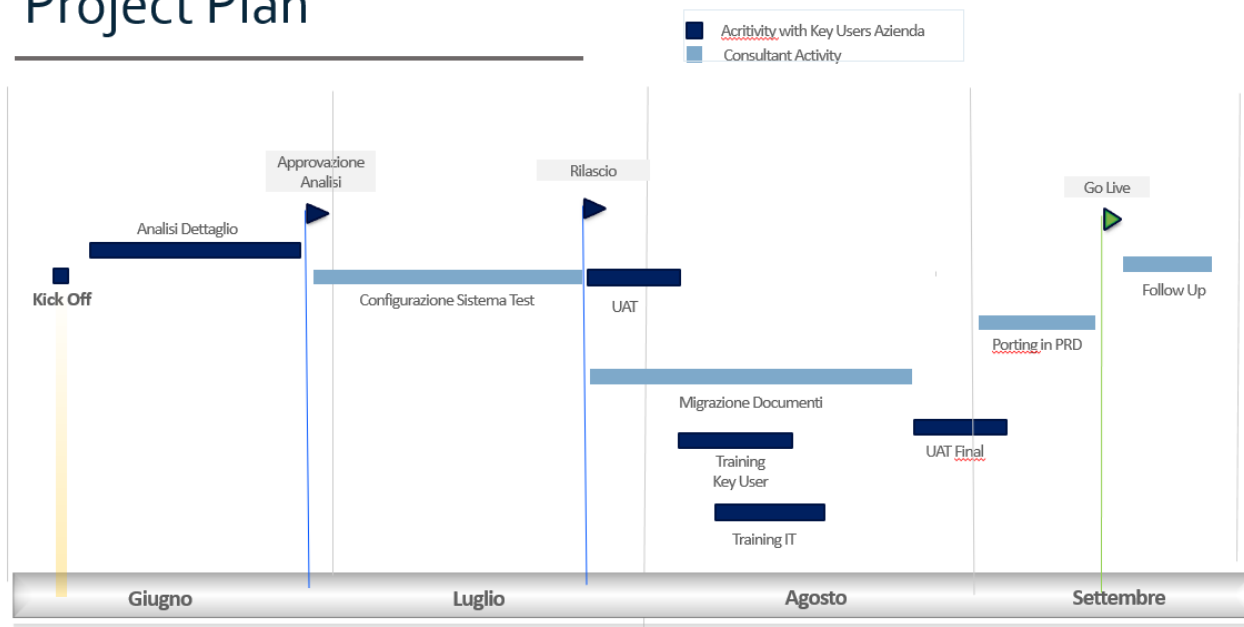 Project Plan
Acritivity with Key Users Azienda
Consultant Activity
Approvazione
Analisi
Rilascio
Go Live
Analisi Dettaglio
Kick Off
Configurazione Sistema Test
UAT
Follow Up
Porting in PRD
Migrazione Documenti
UAT Final
Training
Key User
Training IT
Giugno
Luglio
Agosto
Settembre